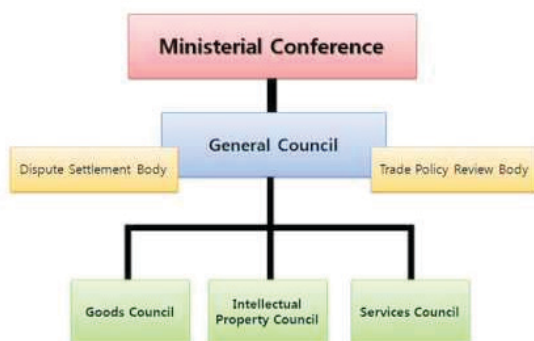 Ministerial Conference
General Council
Dispute Settlement Body
Trade Policy Review Body
Goods Council
Intellectual
Property Council
Services Council